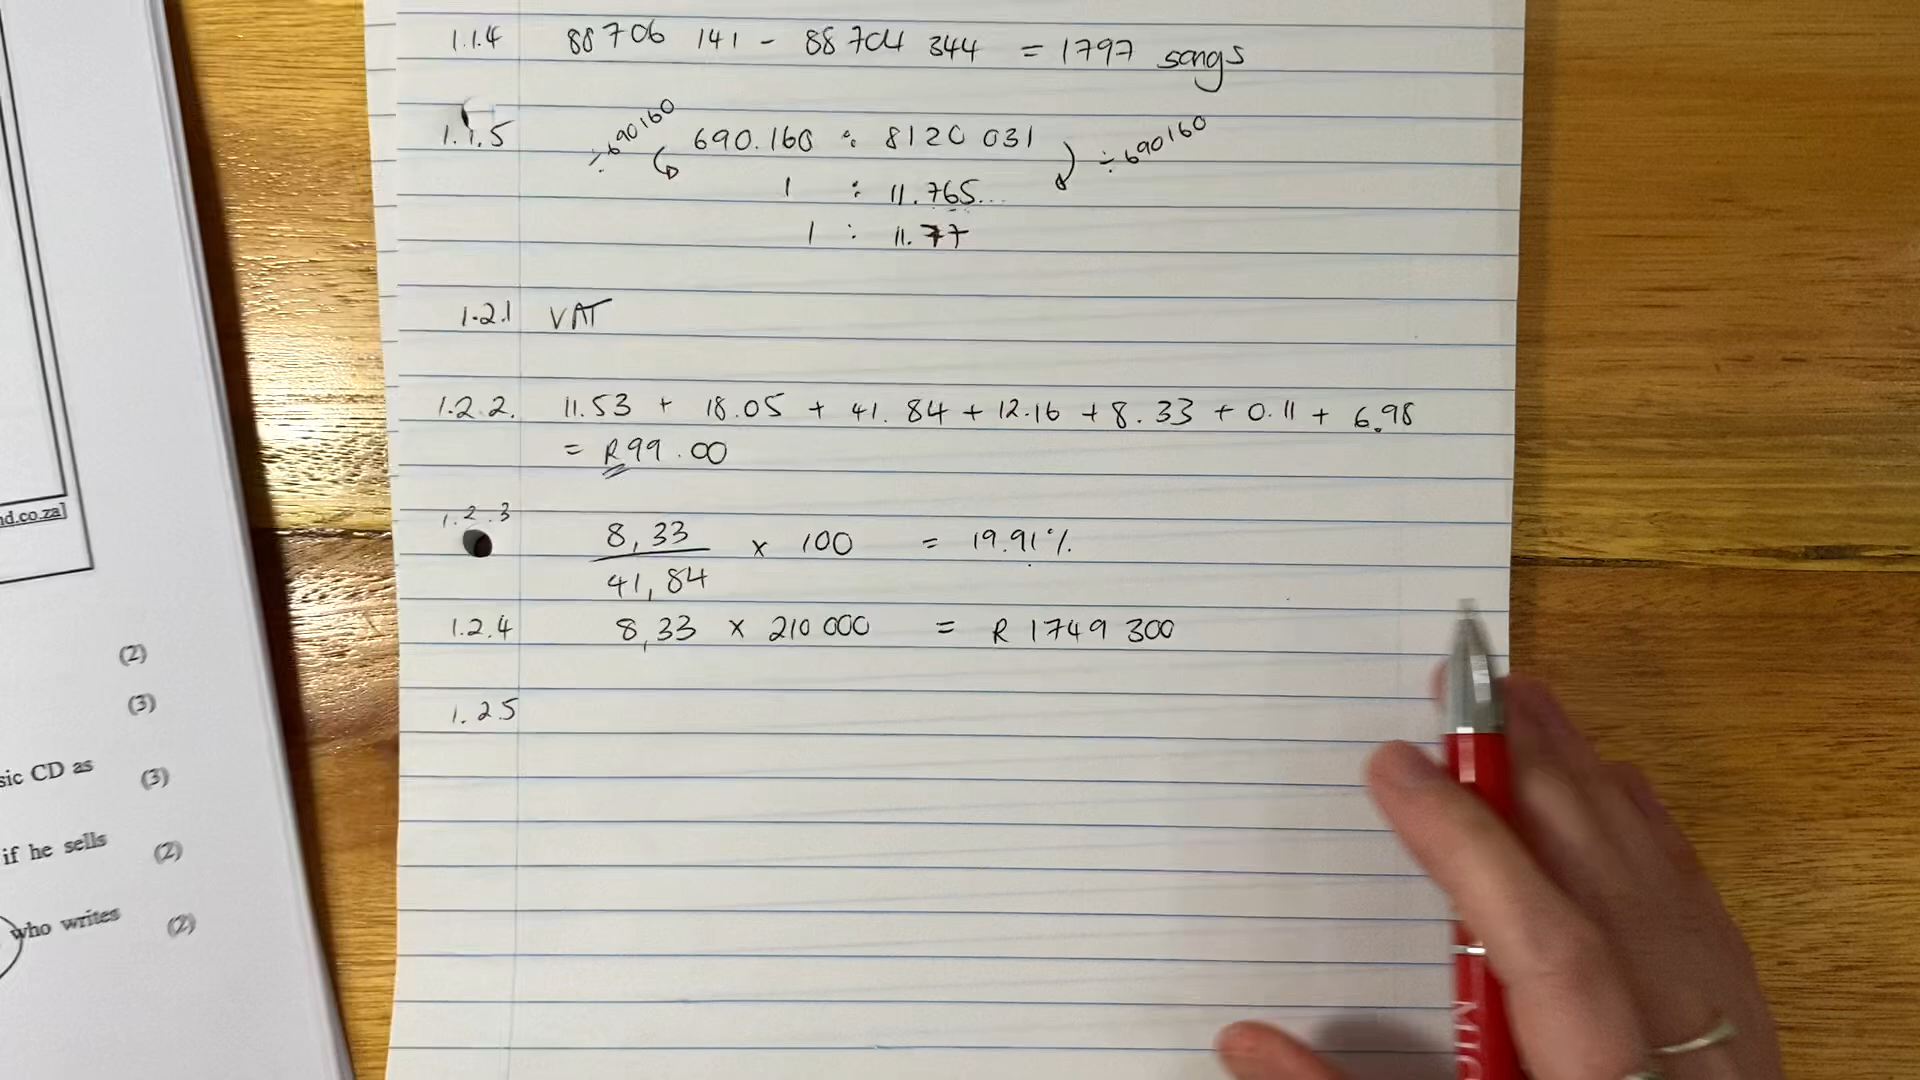 1.1.4 88 706 141 - 88 704 344 = 1797 songs
÷690160 ÷690160
1.1.5 690.160 : 8120 031
1 : 11.765...
1 : 11.77
1.2.1 VAT
1.2.2. 11.53 + 18.05 + 41.84 + 12.16 + 8.33 + 0.11 + 6.98
= R99.00
1.2.3 8,33 / 41,84 × 100 = 19.91%
1.2.4 8,33 × 210 000 = R 1749 300
1.2.5
nd.co.za]
(2)
(3)
sic CD as (3)
if he sells (2)
who writes (2)